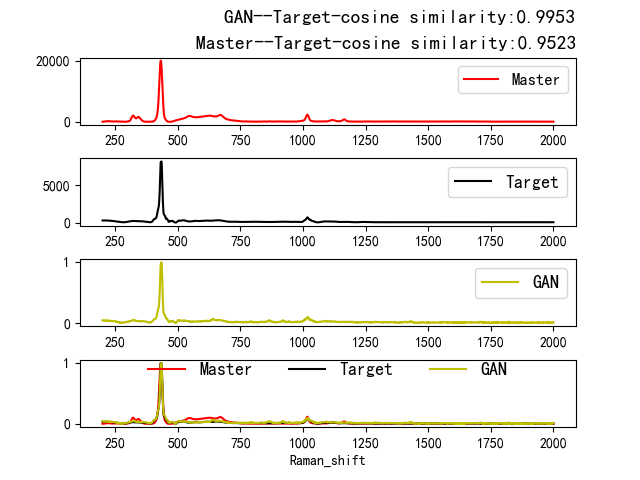 GAN--Target-cosine similarity:0.9953
Master--Target-cosine similarity:0.9523
20000
0
Master
250 500 750 1000 1250 1500 1750 2000
5000
0
Target
250 500 750 1000 1250 1500 1750 2000
1
0
GAN
250 500 750 1000 1250 1500 1750 2000
1
0
Master Target GAN
250 500 750 1000 1250 1500 1750 2000
Raman_shift